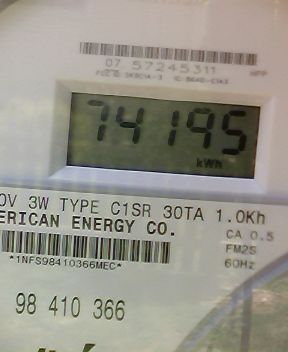 07 57245311
74195
kWh
0V 3W TYPE C1SR 30TA 1.0Kh
ERICAN ENERGY CO.
CA 0.5
FM2S
60Hz
*1NFS98410366MEC*
98 410 366